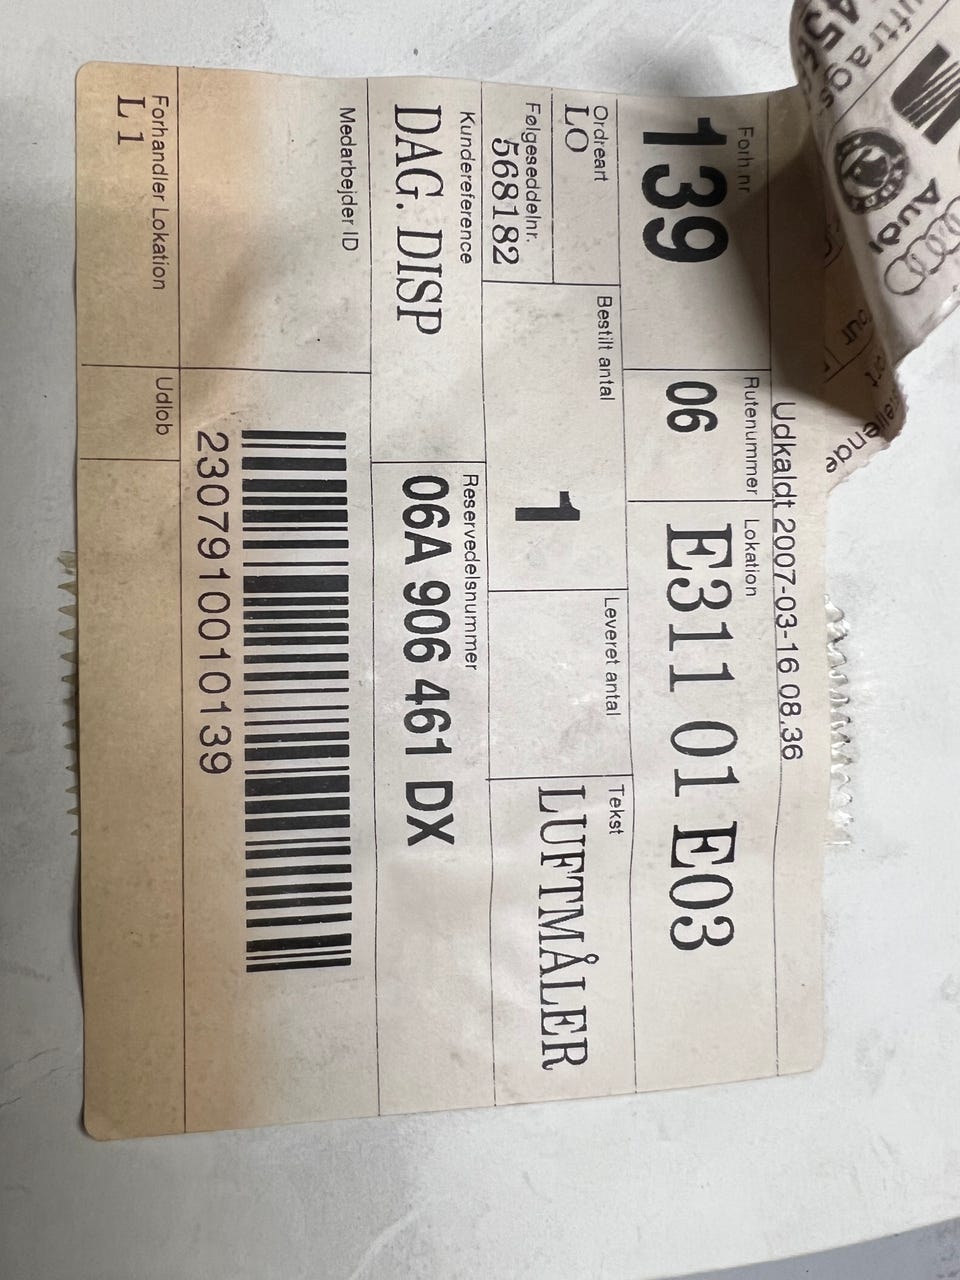 Udkaldt 2007-03-16 08.36
Forh.nr
139
Rutenummer
06
Lokation
E311 01 E03
Ordreart
LO
Følgeseddelnr.
568182
Bestilt antal
1
Leveret antal
Tekst
LUFTMÅLER
Kundereference
DAG. DISP
Reservedelsnummer
06A 906 461 DX
Medarbejder ID
2307910010139
Forhandler Lokation
L 1
Udløb
AUDI